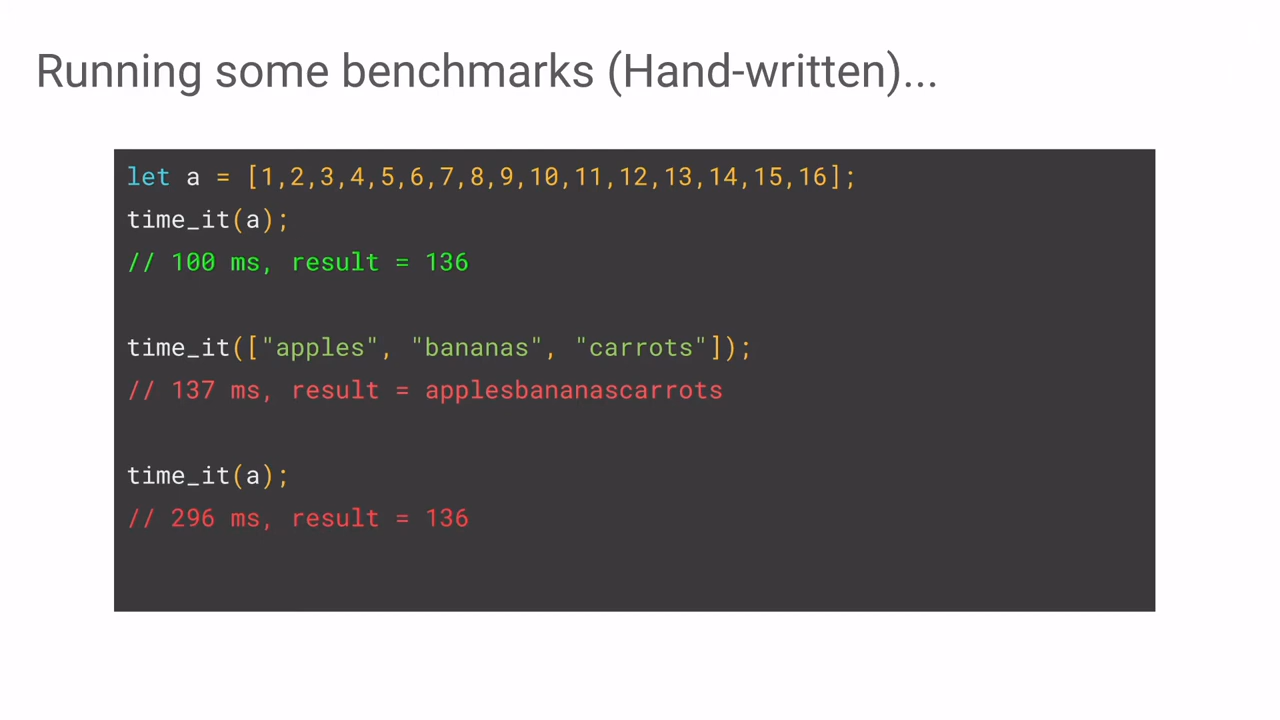 Running some benchmarks (Hand-written)...
let a = [1,2,3,4,5,6,7,8,9,10,11,12,13,14,15,16];
time_it(a);
// 100 ms, result = 136
time_it(["apples", "bananas", "carrots"]);
// 137 ms, result = applesbananascarrots
time_it(a);
// 296 ms, result = 136